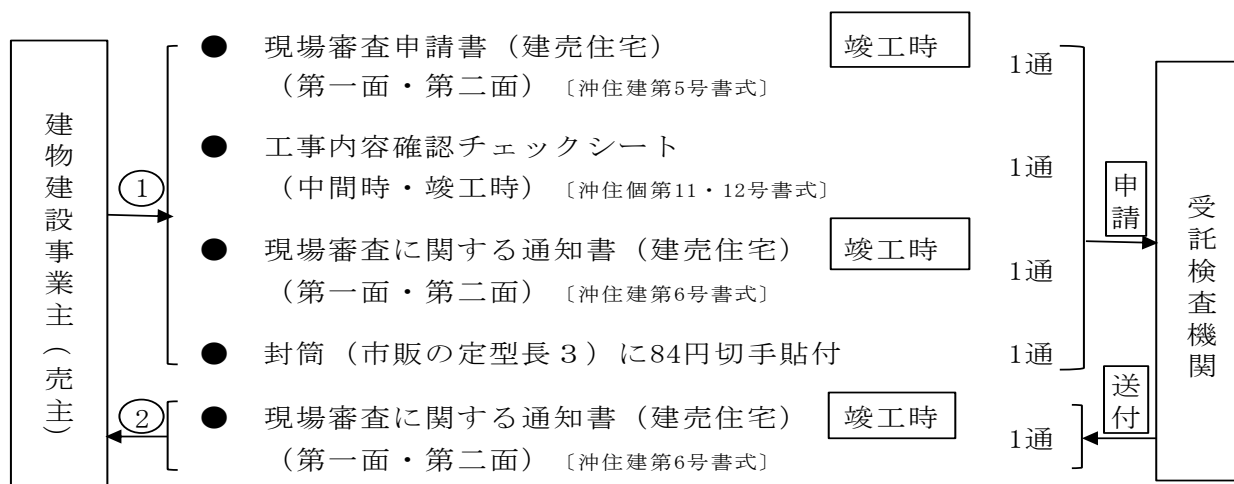 建物建設事業主(売主)
①
● 現場審査申請書(建売住宅) 竣工時 1通
(第一面・第二面)〔沖住建第5号書式〕
● 工事内容確認チェックシート 1通
(中間時・竣工時)〔沖住個第11・12号書式〕
● 現場審査に関する通知書(建売住宅) 竣工時 1通
(第一面・第二面)〔沖住建第6号書式〕
● 封筒(市販の定型長3)に84円切手貼付 1通
申請
受託検査機関
②
● 現場審査に関する通知書(建売住宅) 竣工時 1通
(第一面・第二面)〔沖住建第6号書式〕
送付